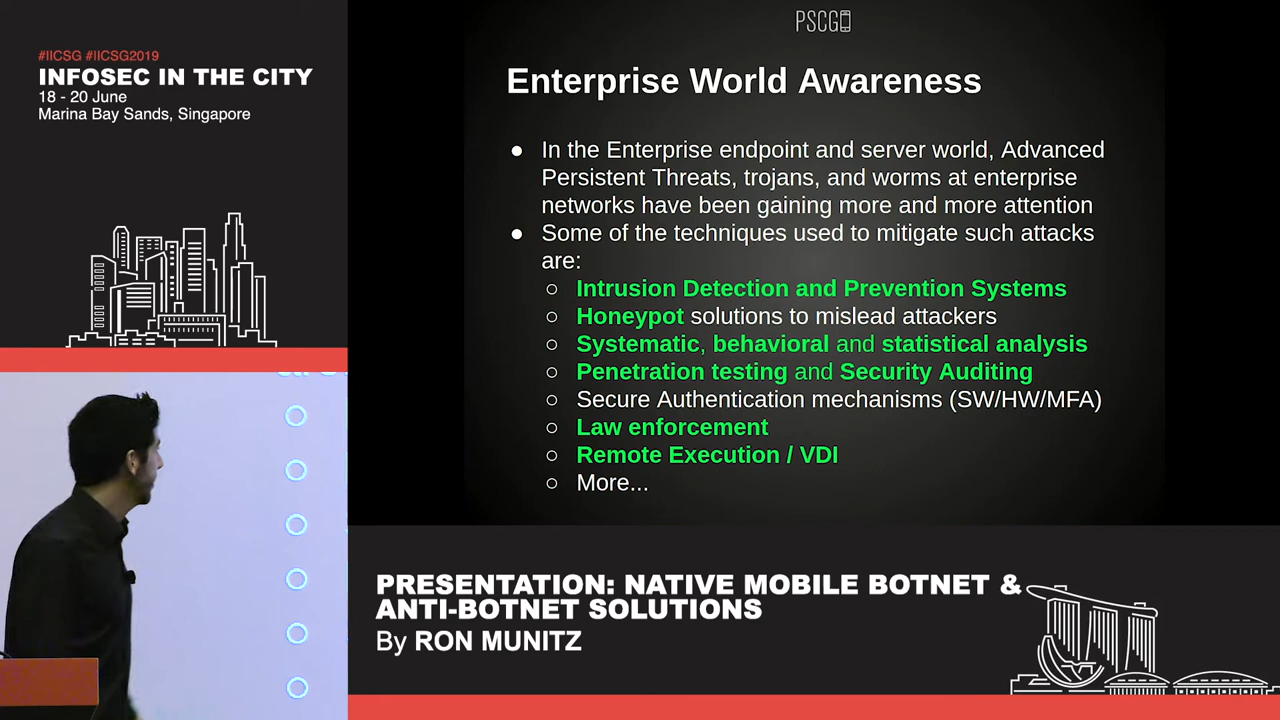 #IICSG #IICSG2019
INFOSEC IN THE CITY
18 - 20 June
Marina Bay Sands, Singapore
PSCG
Enterprise World Awareness
● In the Enterprise endpoint and server world, Advanced
Persistent Threats, trojans, and worms at enterprise
networks have been gaining more and more attention
● Some of the techniques used to mitigate such attacks
are:
○ Intrusion Detection and Prevention Systems
○ Honeypot solutions to mislead attackers
○ Systematic, behavioral and statistical analysis
○ Penetration testing and Security Auditing
○ Secure Authentication mechanisms (SW/HW/MFA)
○ Law enforcement
○ Remote Execution / VDI
○ More...
PRESENTATION: NATIVE MOBILE BOTNET &
ANTI-BOTNET SOLUTIONS
By RON MUNITZ